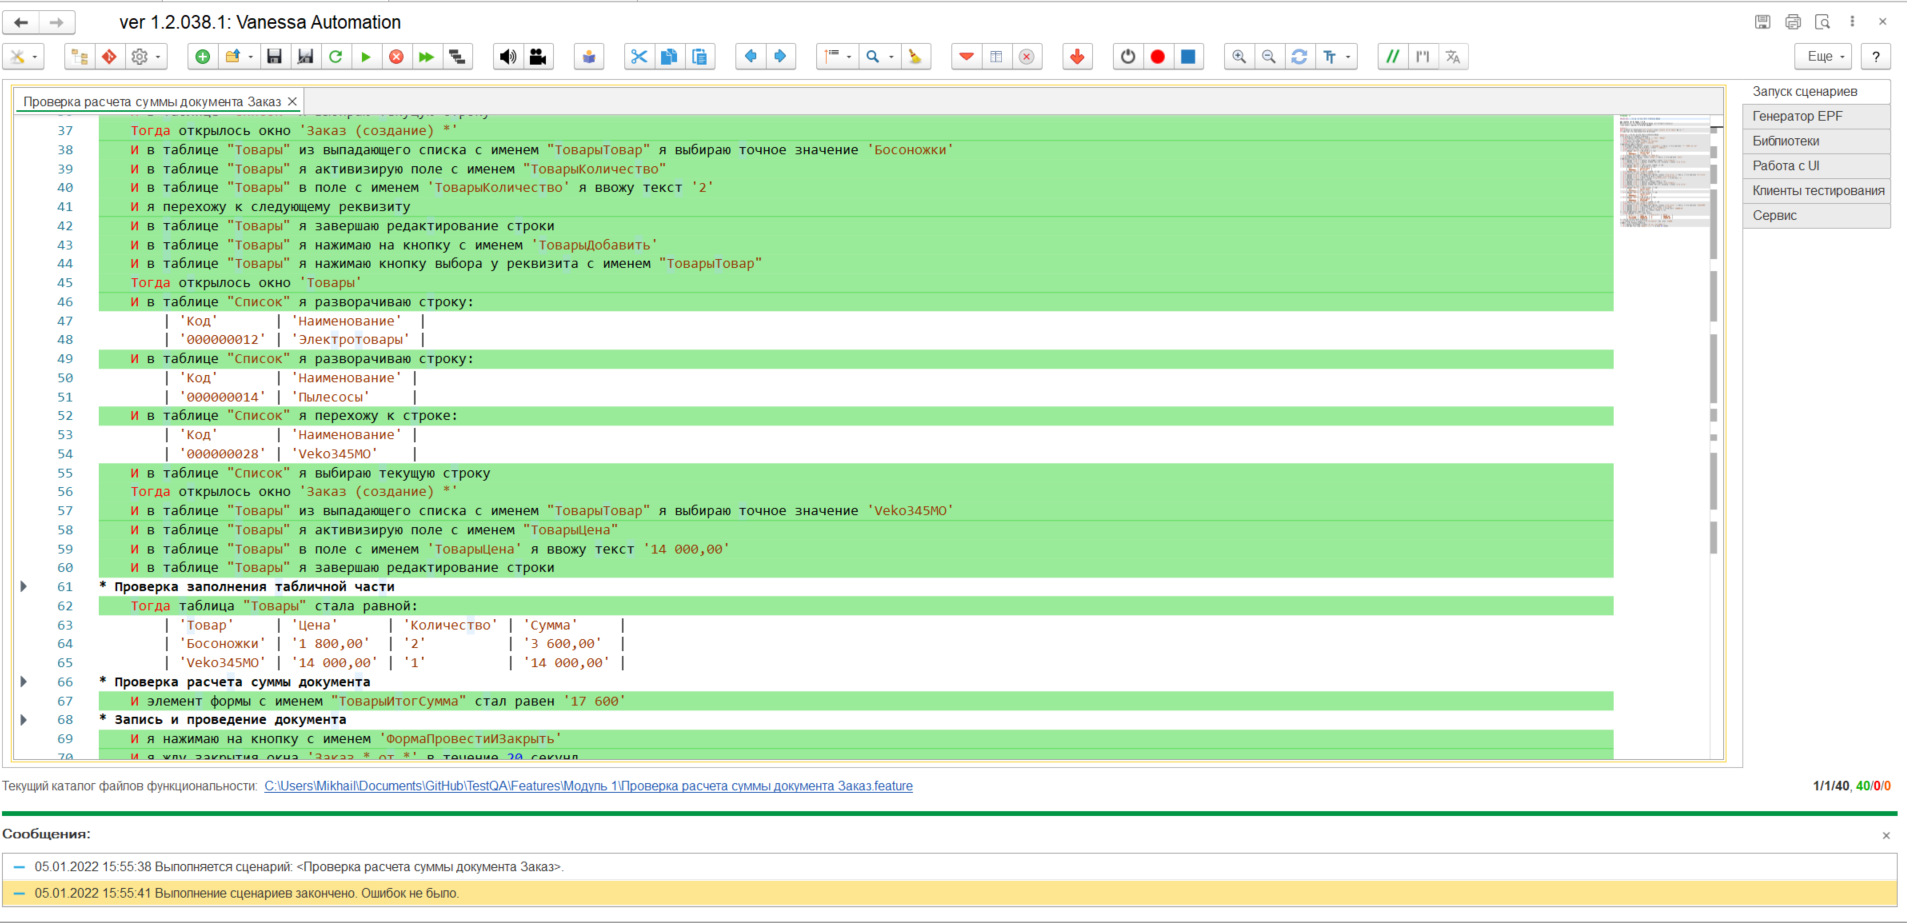 ver 1.2.038.1: Vanessa Automation
Еще
?
Проверка расчета суммы документа Заказ
Запуск сценариев
Генератор EPF
Библиотеки
Работа с UI
Клиенты тестирования
Сервис
37 Тогда открылось окно 'Заказ (создание) *'
38 И в таблице "Товары" из выпадающего списка с именем "ТоварыТовар" я выбираю точное значение 'Босоножки'
39 И в таблице "Товары" я активизирую поле с именем "ТоварыКоличество"
40 И в таблице "Товары" в поле с именем 'ТоварыКоличество' я ввожу текст '2'
41 И я перехожу к следующему реквизиту
42 И в таблице "Товары" я завершаю редактирование строки
43 И в таблице "Товары" я нажимаю на кнопку с именем 'ТоварыДобавить'
44 И в таблице "Товары" я нажимаю кнопку выбора у реквизита с именем "ТоварыТовар"
45 Тогда открылось окно 'Товары'
46 И в таблице "Список" я разворачиваю строку:
47 | 'Код' | 'Наименование' |
48 | '000000012' | 'Электротовары' |
49 И в таблице "Список" я разворачиваю строку:
50 | 'Код' | 'Наименование' |
51 | '000000014' | 'Пылесосы' |
52 И в таблице "Список" я перехожу к строке:
53 | 'Код' | 'Наименование' |
54 | '000000028' | 'Veko345MO' |
55 И в таблице "Список" я выбираю текущую строку
56 Тогда открылось окно 'Заказ (создание) *'
57 И в таблице "Товары" из выпадающего списка с именем "ТоварыТовар" я выбираю точное значение 'Veko345MO'
58 И в таблице "Товары" я активизирую поле с именем "ТоварыЦена"
59 И в таблице "Товары" в поле с именем 'ТоварыЦена' я ввожу текст '14 000,00'
60 И в таблице "Товары" я завершаю редактирование строки
61 * Проверка заполнения табличной части
62 Тогда таблица "Товары" стала равной:
63 | 'Товар' | 'Цена' | 'Количество' | 'Сумма' |
64 | 'Босоножки' | '1 800,00' | '2' | '3 600,00' |
65 | 'Veko345MO' | '14 000,00' | '1' | '14 000,00' |
66 * Проверка расчета суммы документа
67 И элемент формы с именем "ТоварыИтогСумма" стал равен '17 600'
68 * Запись и проведение документа
69 И я нажимаю на кнопку с именем 'ФормаПровестиИЗакрыть'
70 И я жду закрытия окна 'Заказ * от *' в течение 20 секунд
Текущий каталог файлов функциональности: C:\Users\Mikhail\Documents\GitHub\TestQA\Features\Модуль 1\Проверка расчета суммы документа Заказ.feature
1/1/40, 40/0/0
Сообщения:
05.01.2022 15:55:38 Выполняется сценарий: <Проверка расчета суммы документа Заказ>.
05.01.2022 15:55:41 Выполнение сценариев закончено. Ошибок не было.